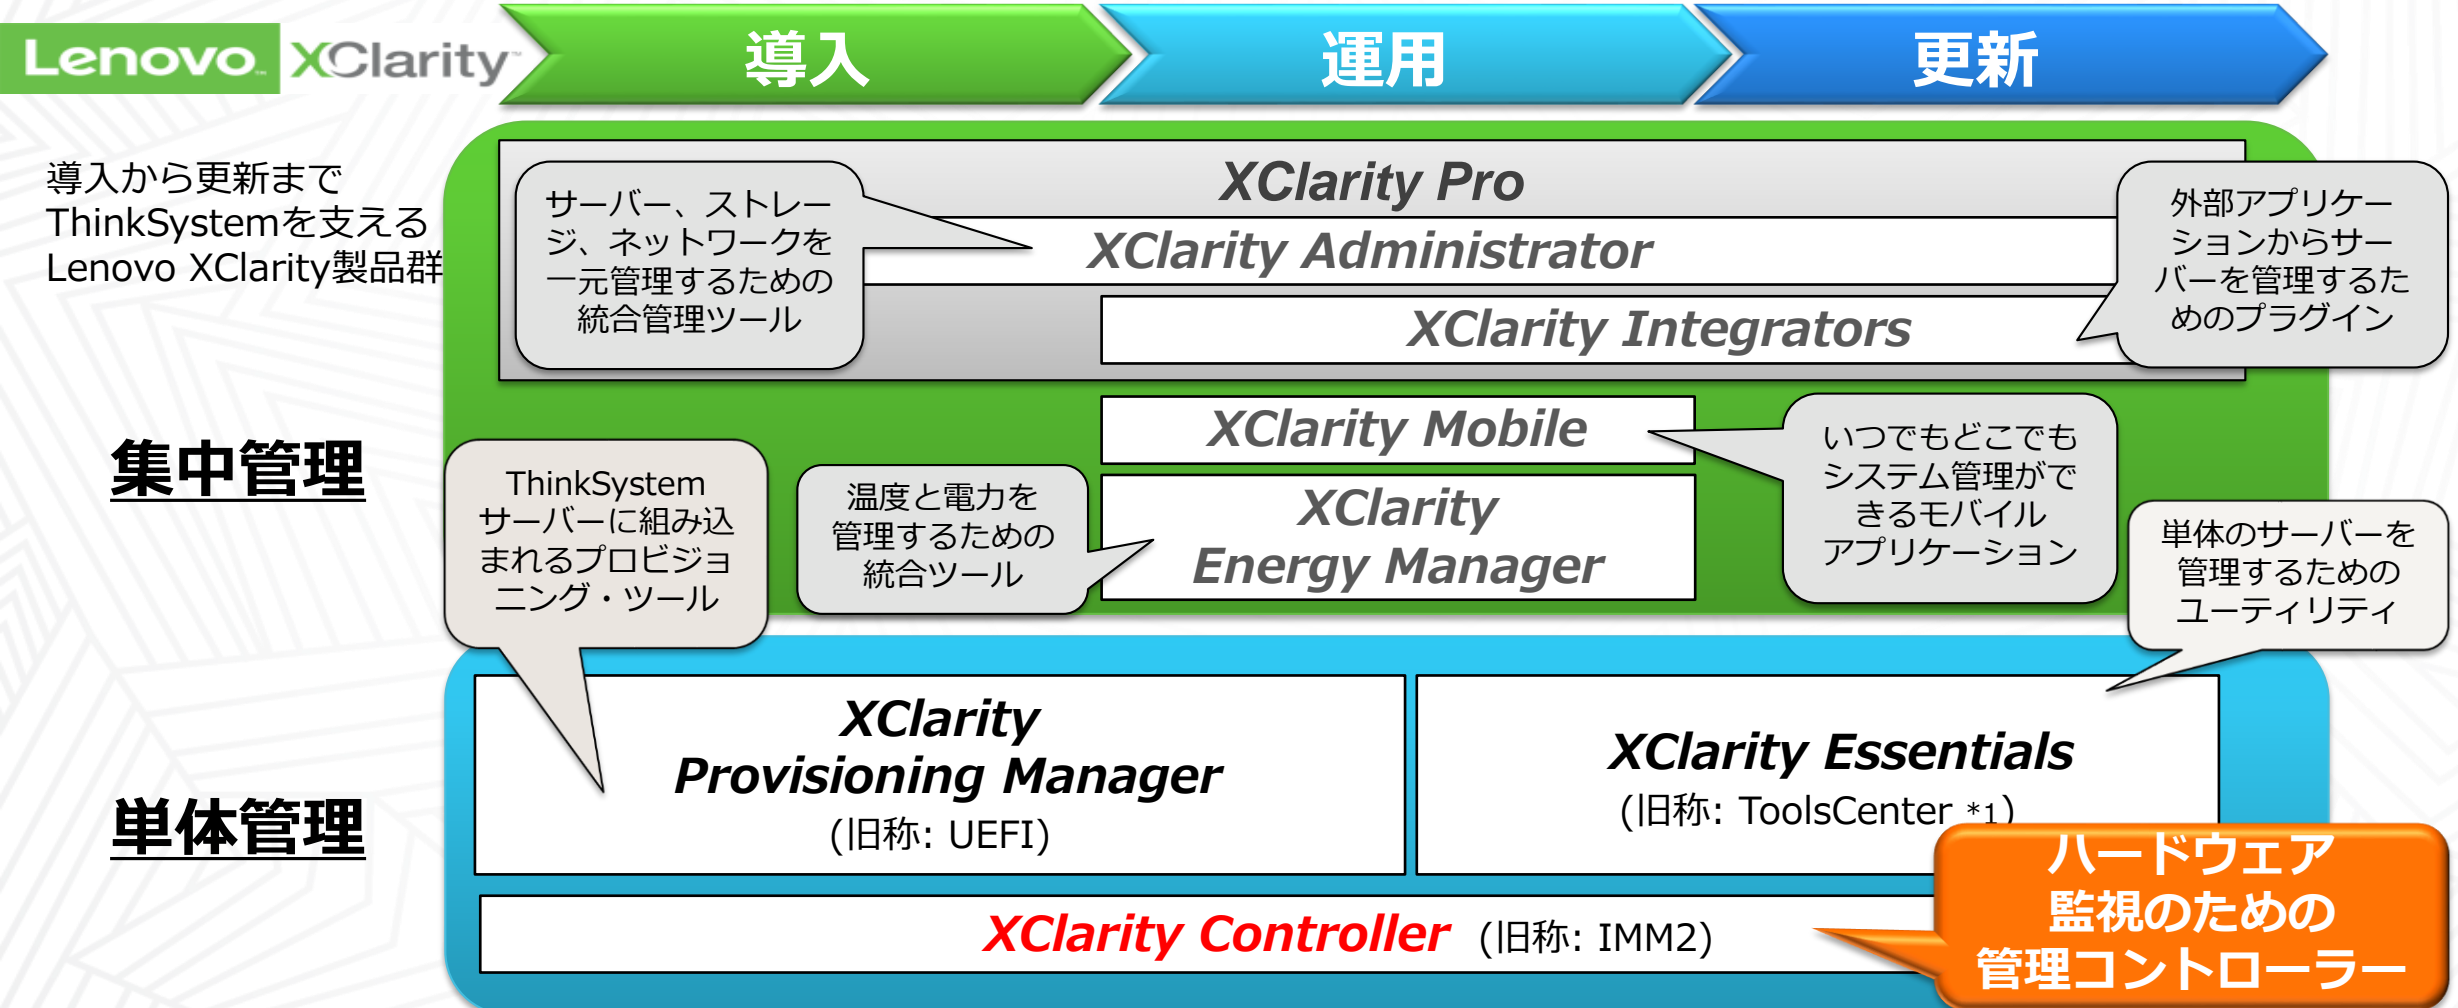 Lenovo™ XClarity™
導入
運用
更新
導入から更新まで
ThinkSystemを支える
Lenovo XClarity製品群
XClarity Pro
サーバー、ストレー
ジ、ネットワークを
一元管理するための
統合管理ツール
XClarity Administrator
外部アプリケー
ションからサー
バーを管理するた
めのプラグイン
XClarity Integrators
集中管理
XClarity Mobile
いつでもどこでも
システム管理がで
きるモバイル
アプリケーション
ThinkSystem
サーバーに組み込
まれるプロビジョ
ニング・ツール
温度と電力を
管理するための
統合ツール
XClarity
Energy Manager
単体のサーバーを
管理するための
ユーティリティ
単体管理
XClarity
Provisioning Manager
(旧称: UEFI)
XClarity Essentials
(旧称: ToolsCenter *1)
XClarity Controller (旧称: IMM2)
ハードウェア
監視のための
管理コントローラー